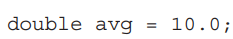 double avg = 10.0;